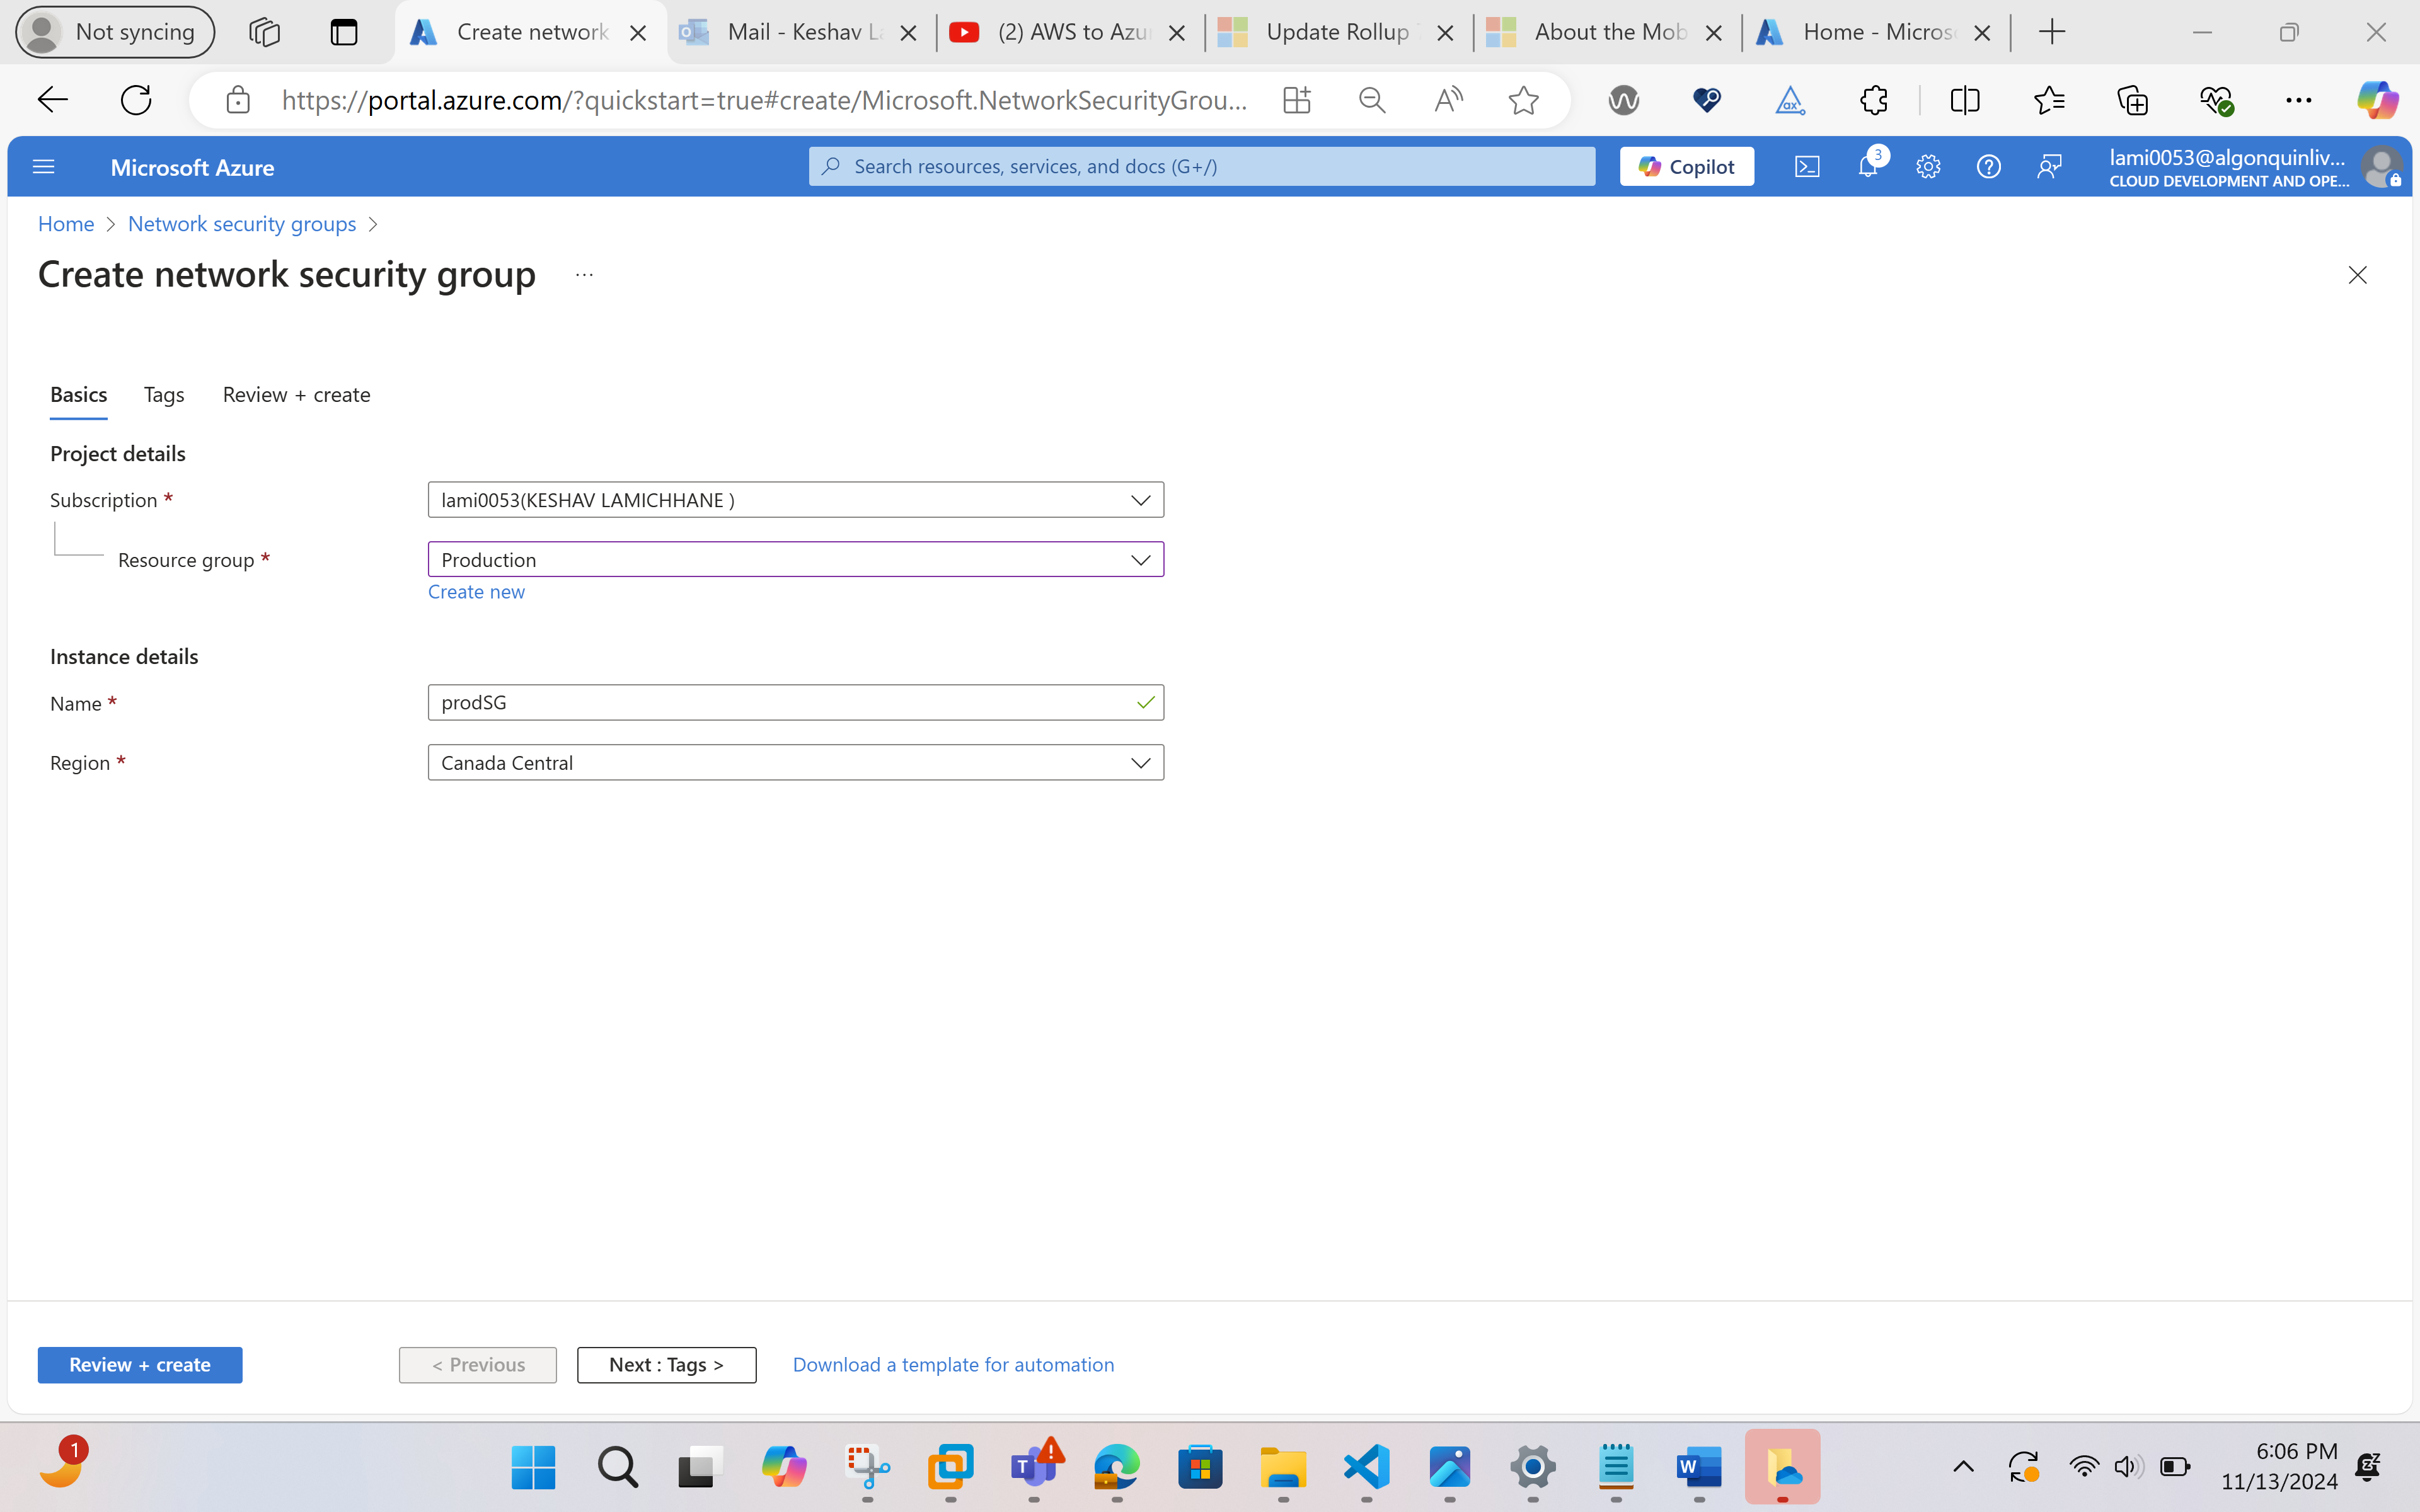 Not syncing
Create network
Mail - Keshav La
(2) AWS to Azu
Update Rollup 7
About the Mob
Home - Micros
https://portal.azure.com/?quickstart=true#create/Microsoft.NetworkSecurityGrou...
Microsoft Azure
Search resources, services, and docs (G+/)
Copilot
3
lami0053@algonquinliv...
CLOUD DEVELOPMENT AND OPE...
Home > Network security groups >
Create network security group ...
Basics Tags Review + create
Project details
Subscription *
lami0053(KESHAV LAMICHHANE )
Resource group *
Production
Create new
Instance details
Name *
prodSG
Region *
Canada Central
Review + create
< Previous
Next : Tags >
Download a template for automation
1
6:06 PM
11/13/2024